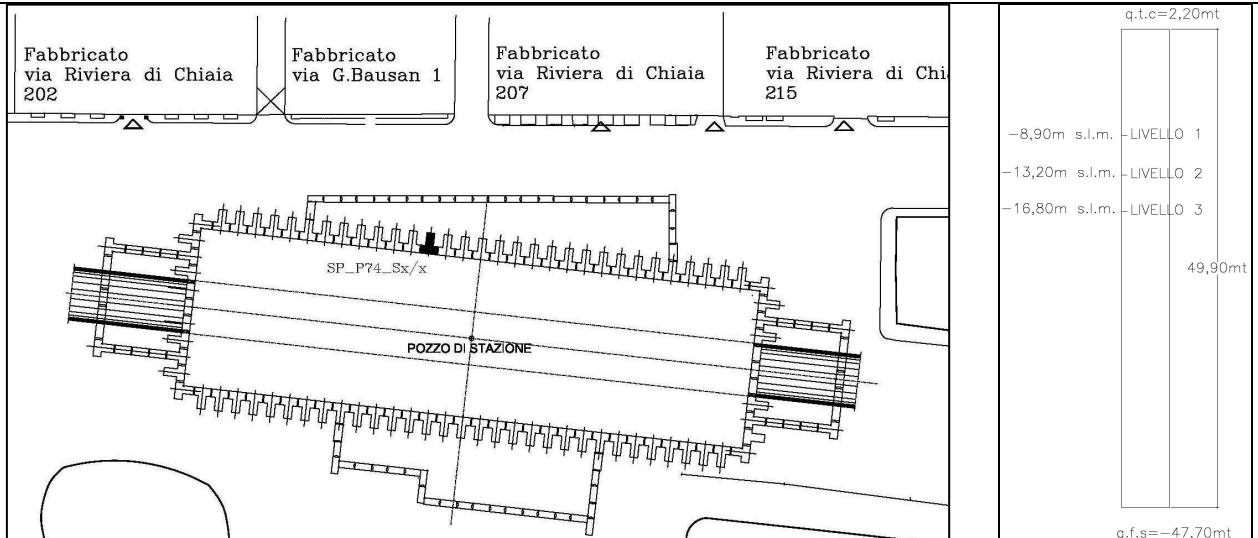 Fabbricato
via Riviera di Chiaia
202
Fabbricato
via G.Bausan 1
Fabbricato
via Riviera di Chiaia
207
Fabbricato
via Riviera di Chi
215
SP_P74_Sx/x
POZZO DI STAZIONE
q.t.c=2,20mt
-8,90m s.l.m. LIVELLO 1
-13,20m s.l.m. LIVELLO 2
-16,80m s.l.m. LIVELLO 3
49,90mt
q.f.s=-47,70mt